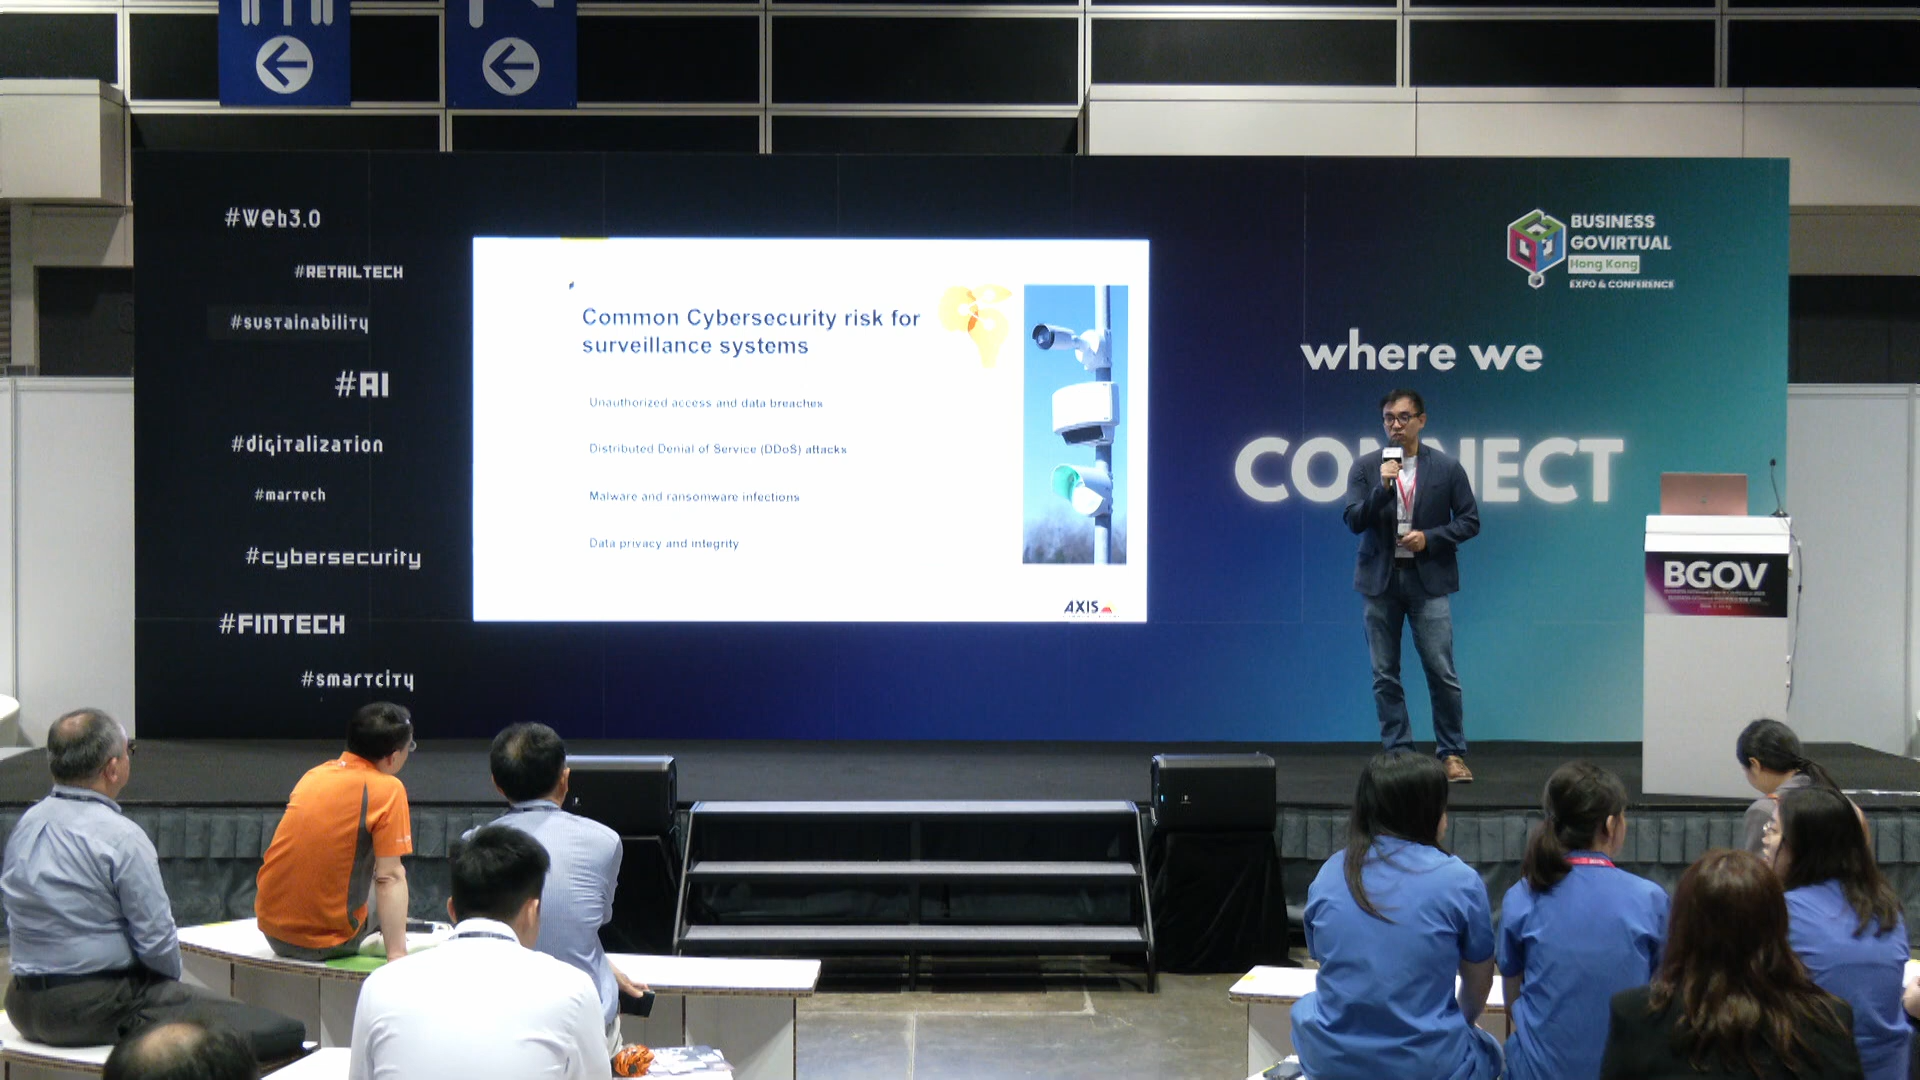 #Web3.0
#RETAILTECH
#sustainability
#AI
#digitalization
#martech
#cybersecurity
#FINTECH
#smartcity
Common Cybersecurity risk for
surveillance systems
Unauthorized access and data breaches
Distributed Denial of Service (DDoS) attacks
Malware and ransomware infections
Data privacy and integrity
AXIS
BUSINESS
GOVIRTUAL
Hong Kong
EXPO & CONFERENCE
where we
CONNECT
BGOV